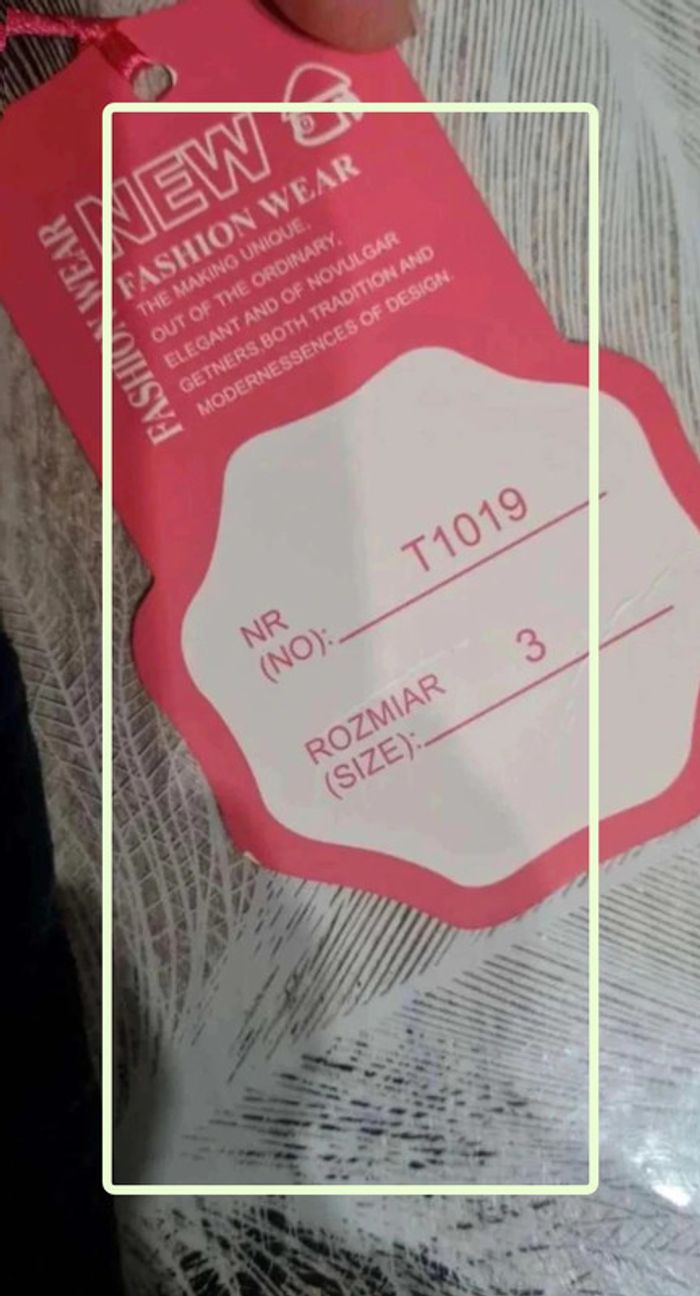 NEW
FASHION WEAR
FASHION WEAR
THE MAKING UNIQUE,
OUT OF THE ORDINARY,
ELEGANT AND OF NOVULGAR
GETNERS,BOTH TRADITION AND
MODERNESSENCES OF DESIGN.
NR
(NO): T1019
ROZMIAR
(SIZE): 3